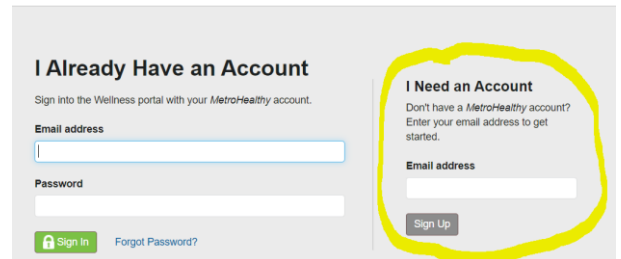 I Already Have an Account
Sign into the Wellness portal with your MetroHealthy account.
Email address
Password
Sign In
Forgot Password?
I Need an Account
Don't have a MetroHealthy account?
Enter your email address to get
started.
Email address
Sign Up